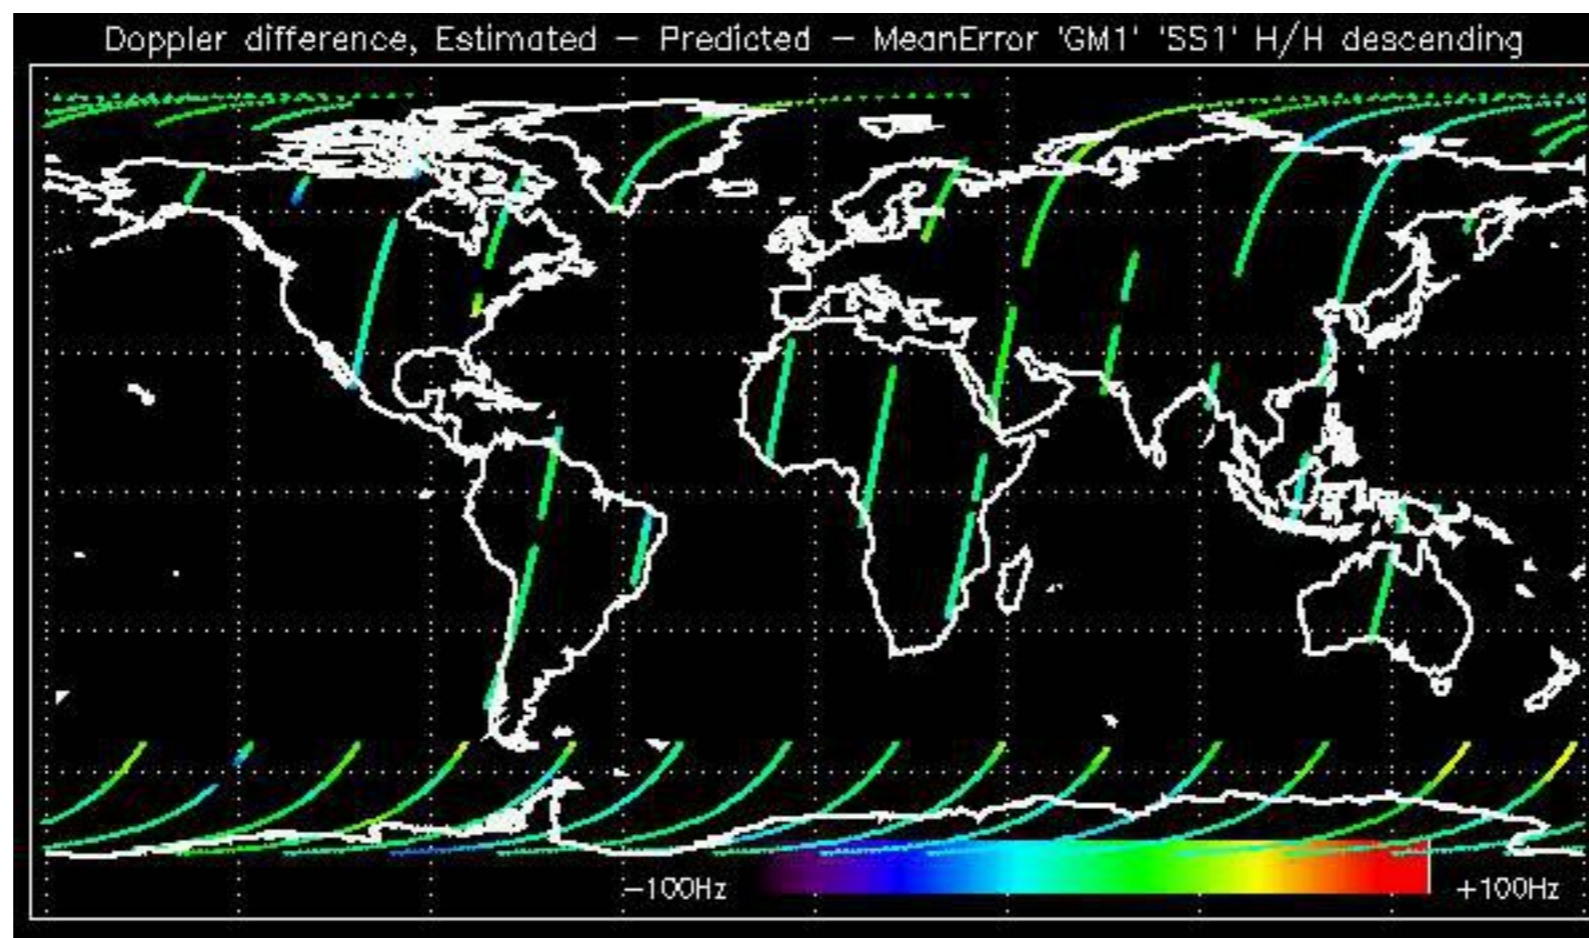 Doppler difference, Estimated – Predicted – MeanError 'GM1' 'SS1' H/H descending
–100Hz
+100Hz